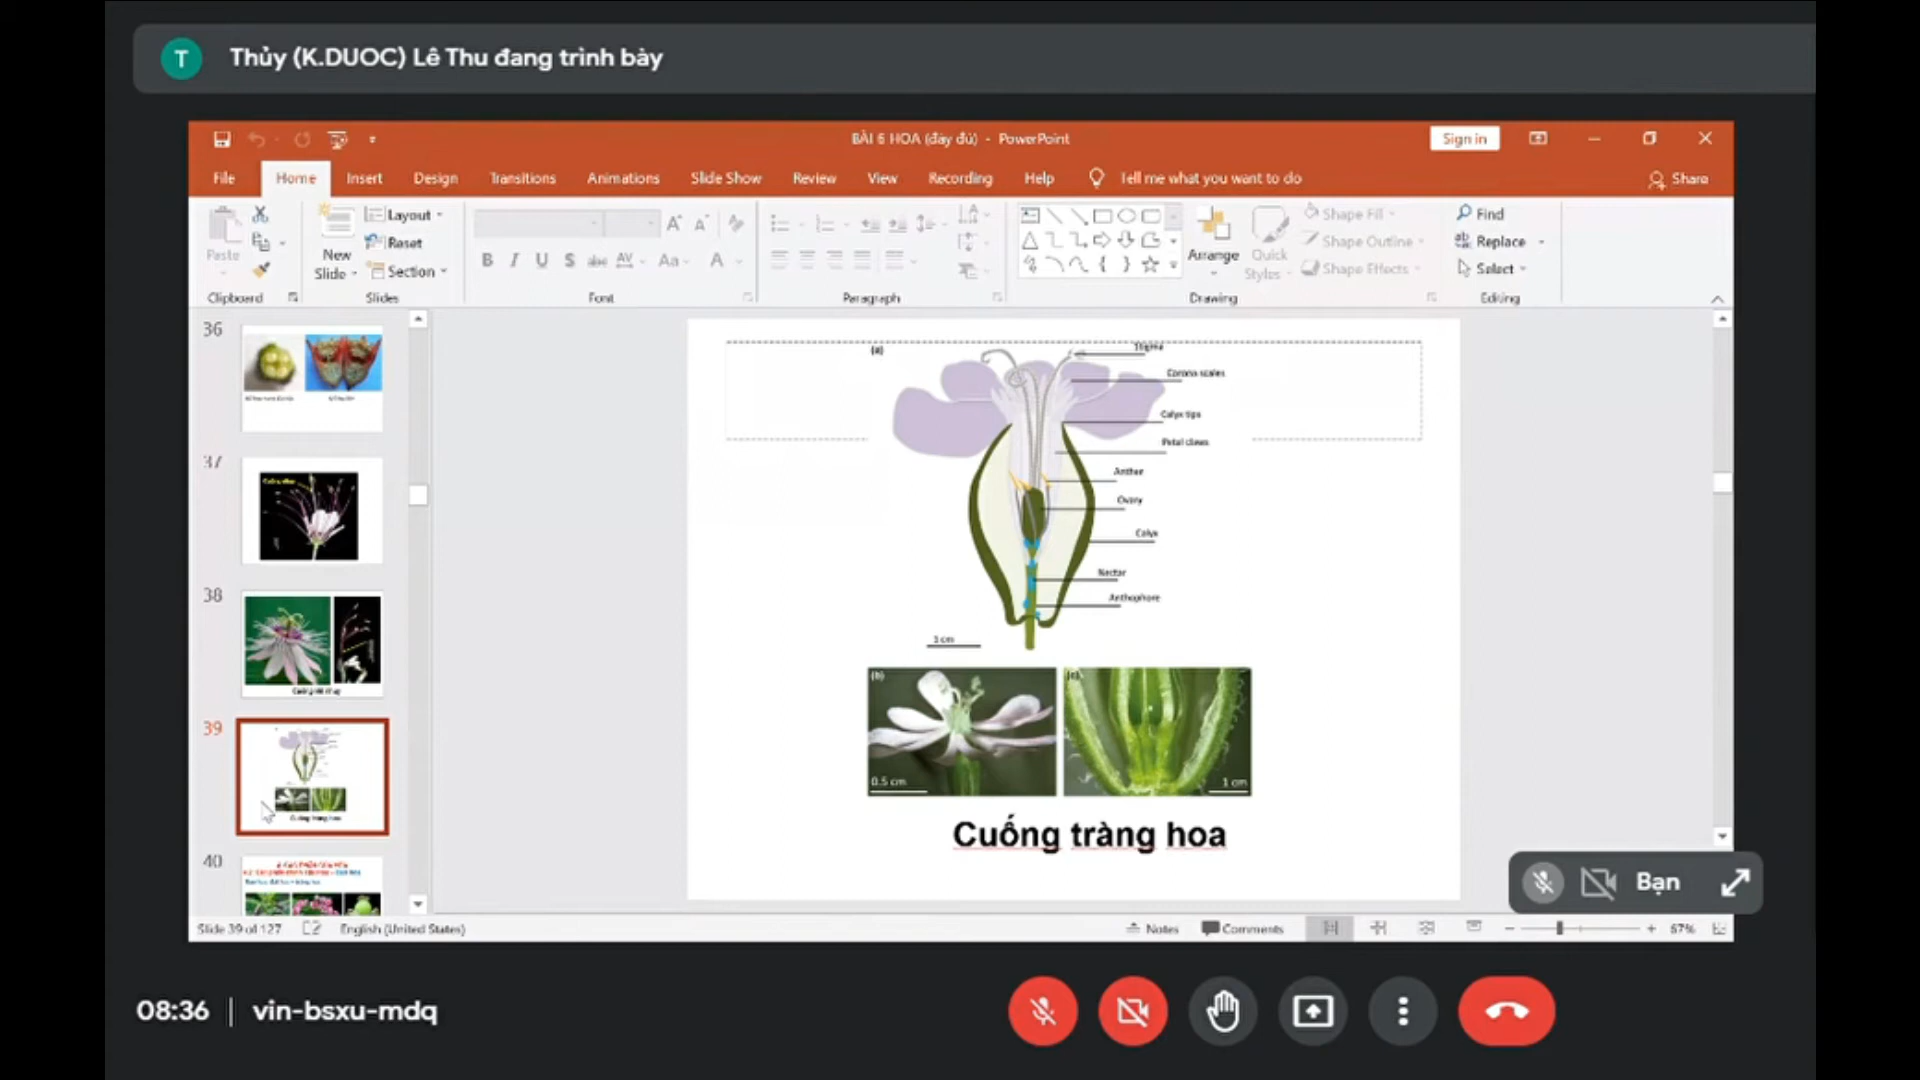 T
Thủy (K.DUOC) Lê Thu đang trình bày
BÀI 6 HOA (đầy đủ) - PowerPoint
Sign in
File Home Insert Design Transitions Animations Slide Show Review View Recording Help Tell me what you want to do Share
Paste
New Slide
Layout
Reset
Section
B I U S abc AV Aa A
Arrange
Quick Styles
Shape Fill
Shape Outline
Shape Effects
Find
Replace
Select
Clipboard Slides Font Paragraph Drawing Editing
36
37
38
39
40
(a)
Stigma
Corona scales
Calyx tips
Petal claws
Anther
Ovary
Calyx
Nectar
Anthophore
1 cm
(b)
0.5 cm
(c)
1 cm
Cuống tràng hoa
Bạn
Slide 39 of 127 English (United States) Notes Comments 67%
08:36 | vin-bsxu-mdq